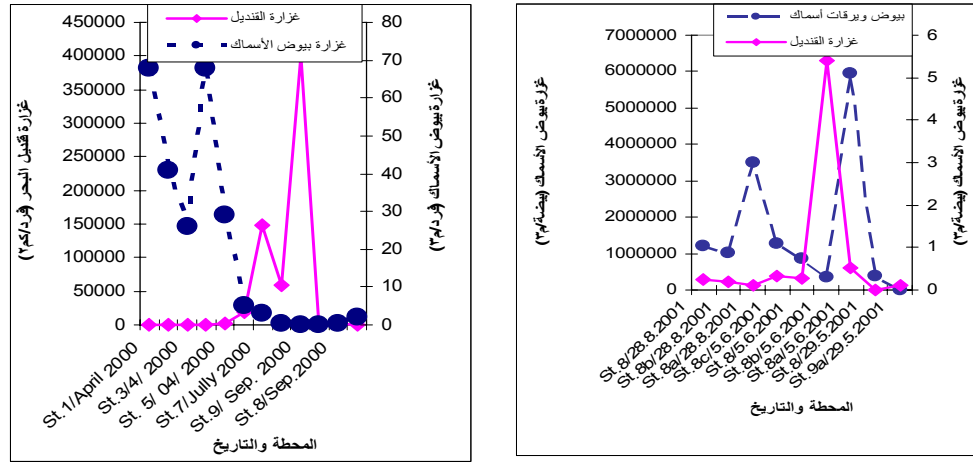 غزارة القنديل
غزارة بيوض الأسماك
450000
400000
350000
300000
250000
200000
150000
100000
50000
0
80
70
60
50
40
30
20
10
0
غزارة قنديل البحر (فرد/كم٢)
غزارة بيوض الأسماك (فرد/م٣)
St.1/April 2000
St.3/4/ 2000
St. 5/ 04/ 2000
St.7/Jully 2000
St.9/ Sep. 2000
St.8/Sep.2000
المحطة والتاريخ
بيوض ويرقات أسماك
غزارة القنديل
7000000
6000000
5000000
4000000
3000000
2000000
1000000
0
6
5
4
3
2
1
0
غزارة بيوض الأسماك (بيضة/م٣)
غزارة بيوض الأسماك (بيضة/م٣)
St.8/28.8.2001
St.8b/28.8.2001
St.8a/28.8.2001
St.8c/5.6.2001
St.8/5.6.2001
St.8b/5.6.2001
St.8a/5.6.2001
St.8/29.5.2001
St.9a/29.5.2001
المحطة والتاريخ